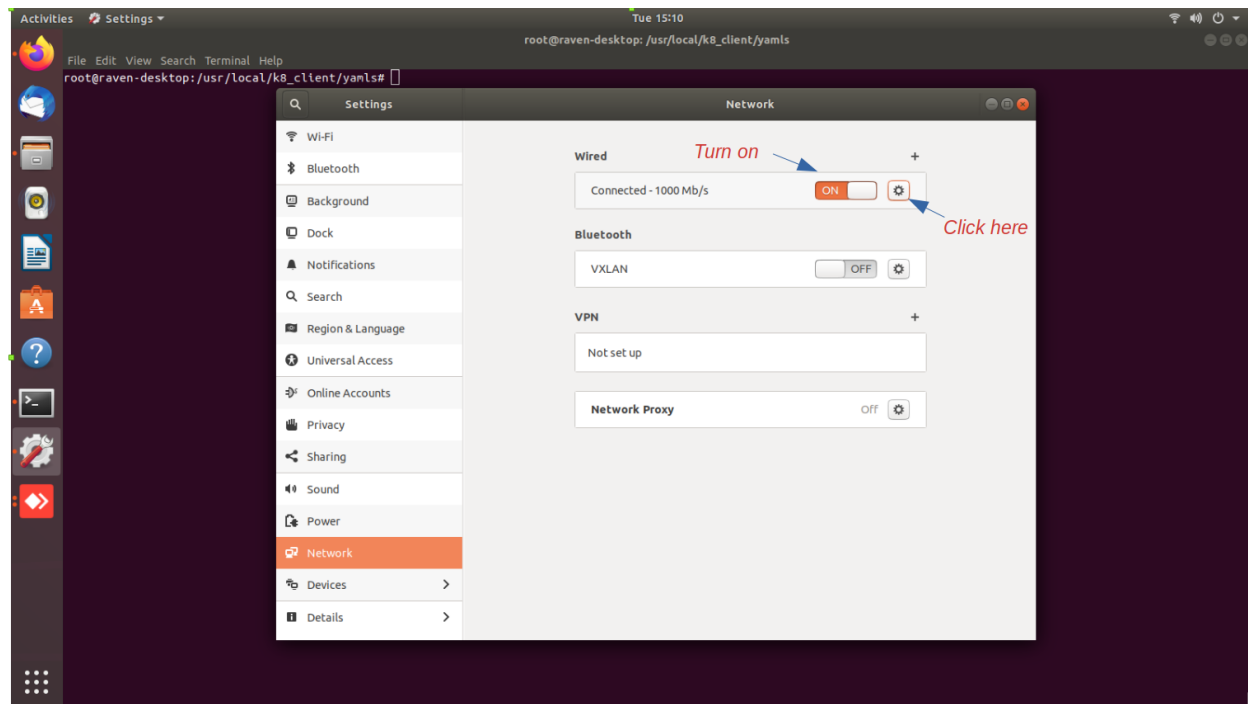 Activities Settings Tue 15:10
root@raven-desktop: /usr/local/k8_client/yamls
File Edit View Search Terminal Help
root@raven-desktop:/usr/local/k8_client/yamls#
Settings Network
Wi-Fi
Bluetooth
Background
Dock
Notifications
Search
Region & Language
Universal Access
Online Accounts
Privacy
Sharing
Sound
Power
Network
Devices
Details
Wired Turn on +
Connected - 1000 Mb/s ON
Click here
Bluetooth
VXLAN OFF
VPN +
Not set up
Network Proxy Off